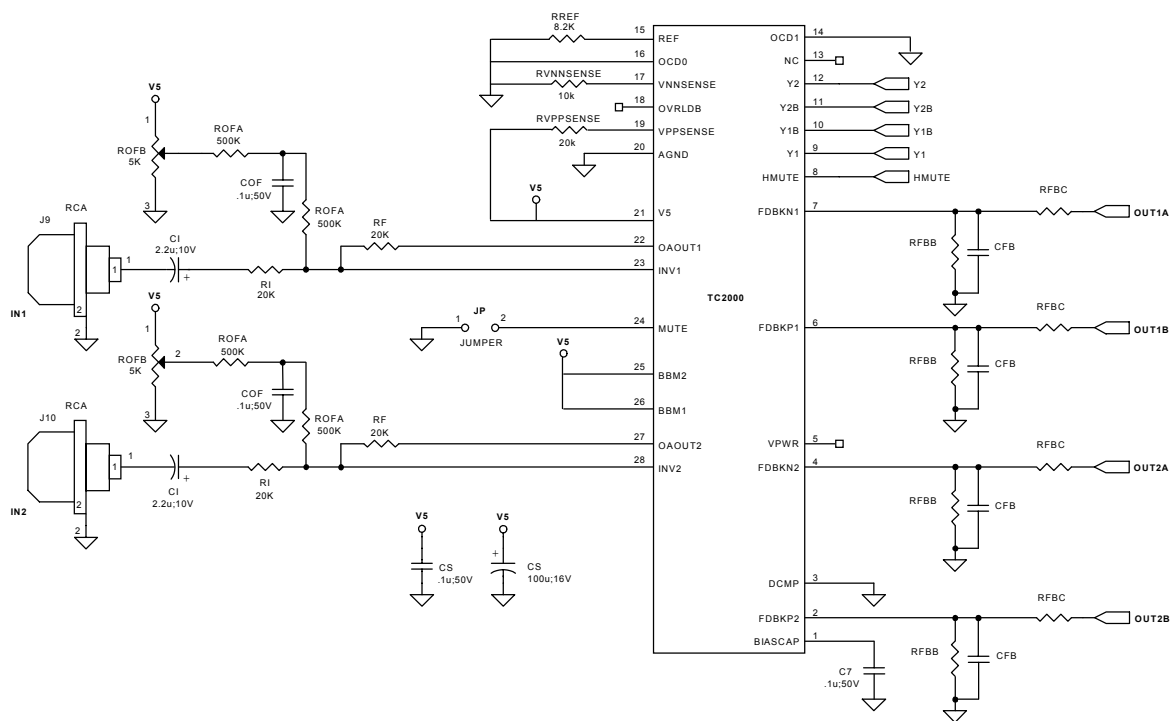 RREF
8.2K
15
REF
OCD1
14
16
OCD0
NC
13
RVNNSENSE
17
VNNSENSE
Y2
12
Y2
10k
V5
18
OVRLDB
Y2B
11
Y2B
1
RVPPSENSE
19
VPPSENSE
Y1B
10
Y1B
ROFA
500K
20k
20
AGND
Y1
9
Y1
ROFB
5K
HMUTE
8
HMUTE
COF
.1u;50V
V5
RFBC
3
ROFA
500K
21
V5
FDBKN1
7
OUT1A
J9
RCA
RF
20K
RFBB
CFB
CI
2.2u;10V
22
OAOUT1
1
1
+
RI
20K
23
INV1
V5
TC2000
RFBC
IN1
2
2
1
JP
1
2
24
MUTE
FDBKP1
6
OUT1B
JUMPER
ROFA
500K
V5
ROFB
5K
2
RFBB
CFB
COF
.1u;50V
25
BBM2
3
ROFA
500K
26
BBM1
J10
RCA
RF
20K
27
OAOUT2
VPWR
5
RFBC
1
1
28
INV2
FDBKN2
4
OUT2A
CI
2.2u;10V
+
RI
20K
IN2
2
2
RFBB
CFB
V5
V5
+
CS
.1u;50V
CS
100u;16V
DCMP
3
RFBC
FDBKP2
2
OUT2B
BIASCAP
1
RFBB
CFB
C7
.1u;50V